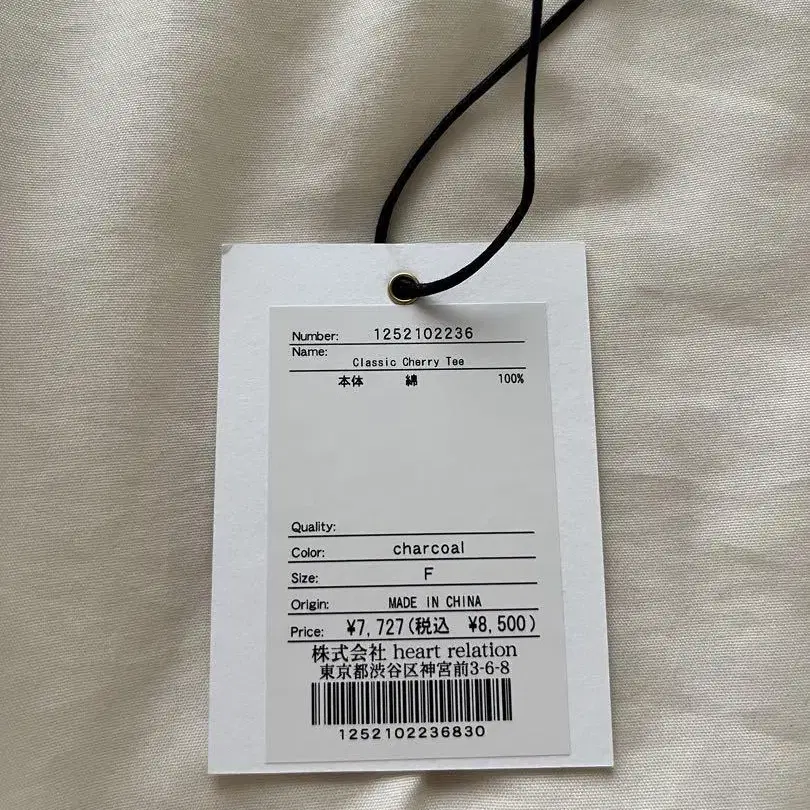 Number: 1252102236
Name:
Classic Cherry Tee
本体 綿 100%
Quality:
Color: charcoal
Size: F
Origin: MADE IN CHINA
Price: ¥7,727(税込 ¥8,500)
株式会社 heart relation
東京都渋谷区神宮前3-6-8
1252102236830